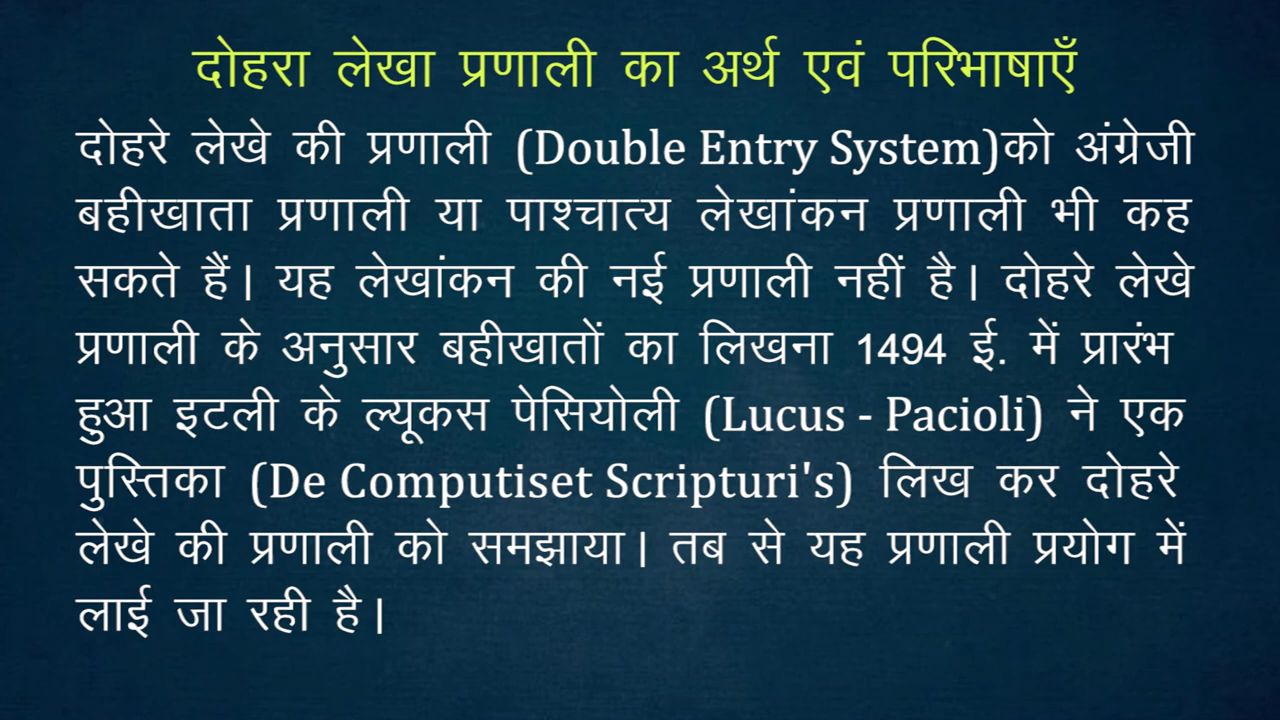 दोहरा लेखा प्रणाली का अर्थ एवं परिभाषाएँ
दोहरे लेखे की प्रणाली (Double Entry System)को अंग्रेजी
बहीखाता प्रणाली या पाश्चात्य लेखांकन प्रणाली भी कह
सकते हैं। यह लेखांकन की नई प्रणाली नहीं है। दोहरे लेखे
प्रणाली के अनुसार बहीखातों का लिखना 1494 ई. में प्रारंभ
हुआ इटली के ल्यूकस पेसियोली (Lucus - Pacioli) ने एक
पुस्तिका (De Computiset Scripturi's) लिख कर दोहरे
लेखे की प्रणाली को समझाया। तब से यह प्रणाली प्रयोग में
लाई जा रही है।